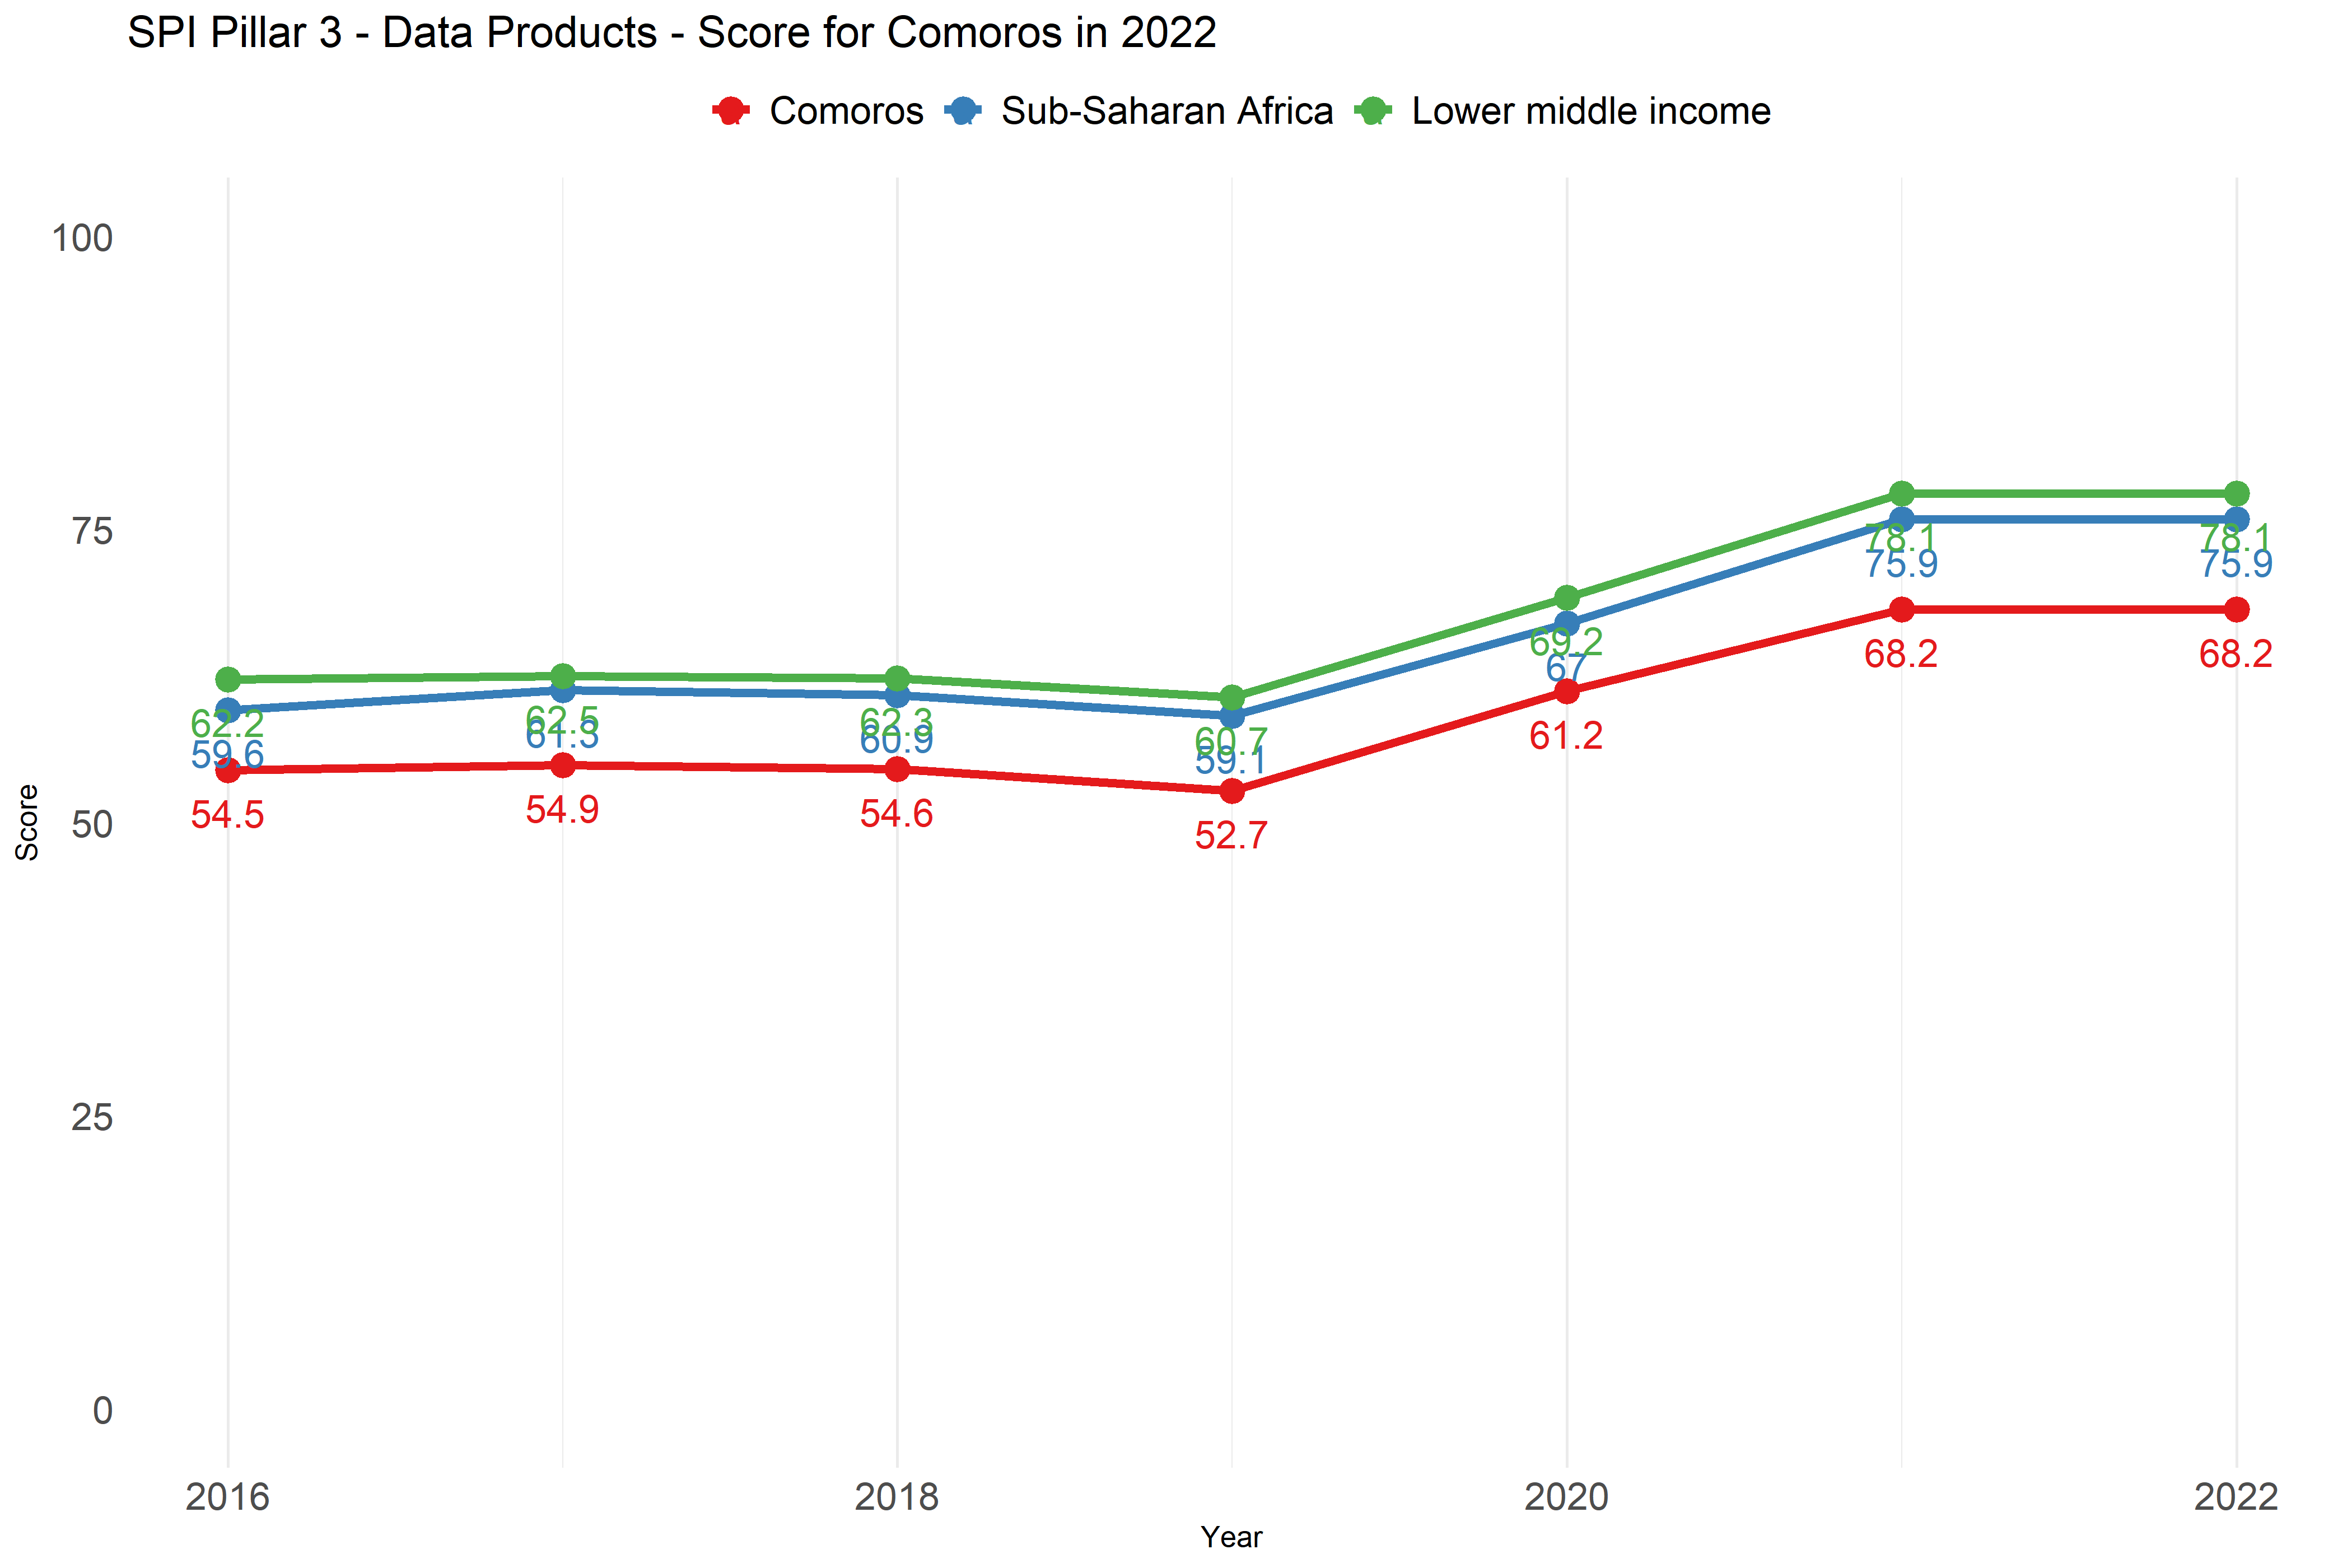 SPI Pillar 3 - Data Products - Score for Comoros in 2022
Comoros Sub-Saharan Africa Lower middle income
100
75
50
25
0
Score
62.2 62.5 62.3 60.7 69.2 78.1 78.1
59.6 61.3 60.9 59.1 67 75.9 75.9
54.5 54.9 54.6 52.7 61.2 68.2 68.2
2016 2018 2020 2022
Year